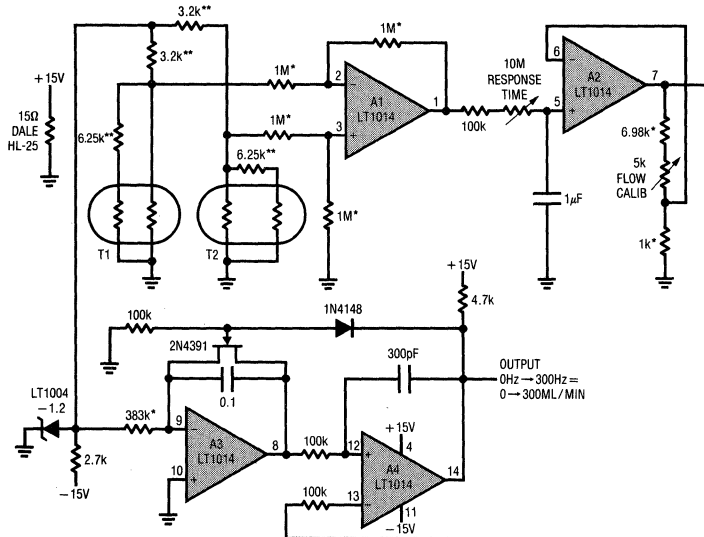 3.2k**
3.2k**
+15V
15Ω
DALE
HL-25
6.25k**
6.25k**
T1
T2
1M*
1M*
1M*
1M*
2
3
1
A1
LT1014
100k
10M
RESPONSE
TIME
6
5
7
A2
LT1014
6.98k*
5k
FLOW
CALIB
1μF
1k*
+15V
4.7k
100k
1N4148
2N4391
300pF
0.1
OUTPUT
0Hz→300Hz=
0→300ML/MIN
LT1004
−1.2
383k*
2.7k
−15V
9
10
8
A3
LT1014
100k
100k
12
13
14
+15V
4
A4
LT1014
11
−15V